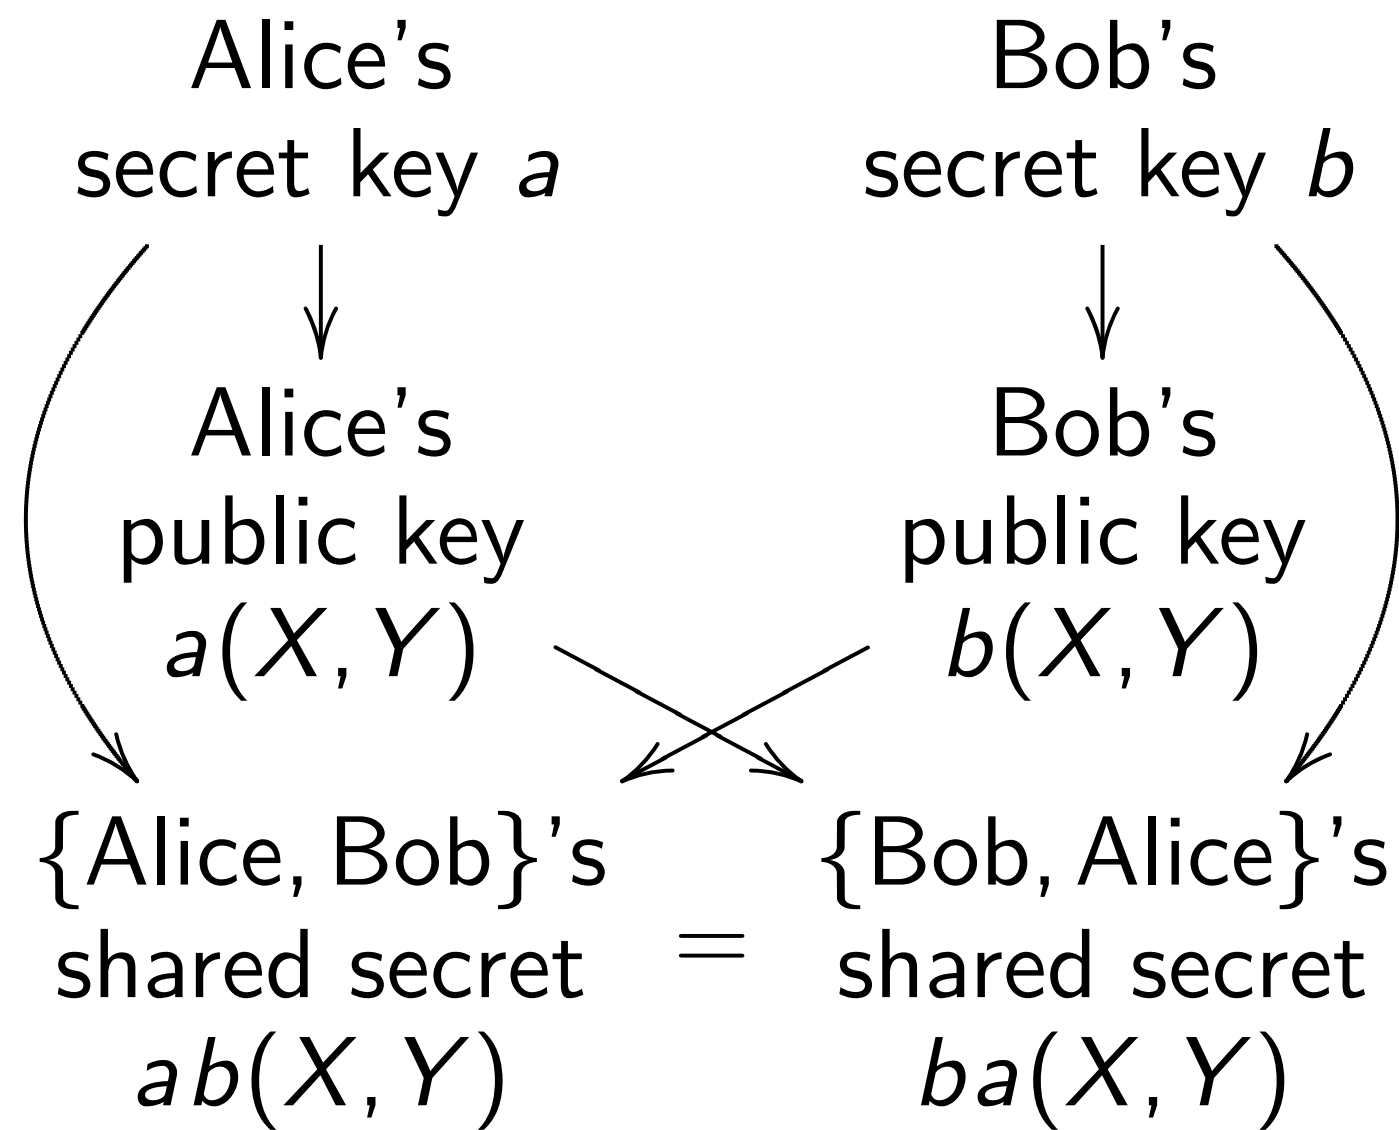 Alice's
secret key a
Bob's
secret key b
Alice's
public key
a(X, Y)
Bob's
public key
b(X, Y)
{Alice, Bob}'s
shared secret
ab(X, Y)
=
{Bob, Alice}'s
shared secret
ba(X, Y)